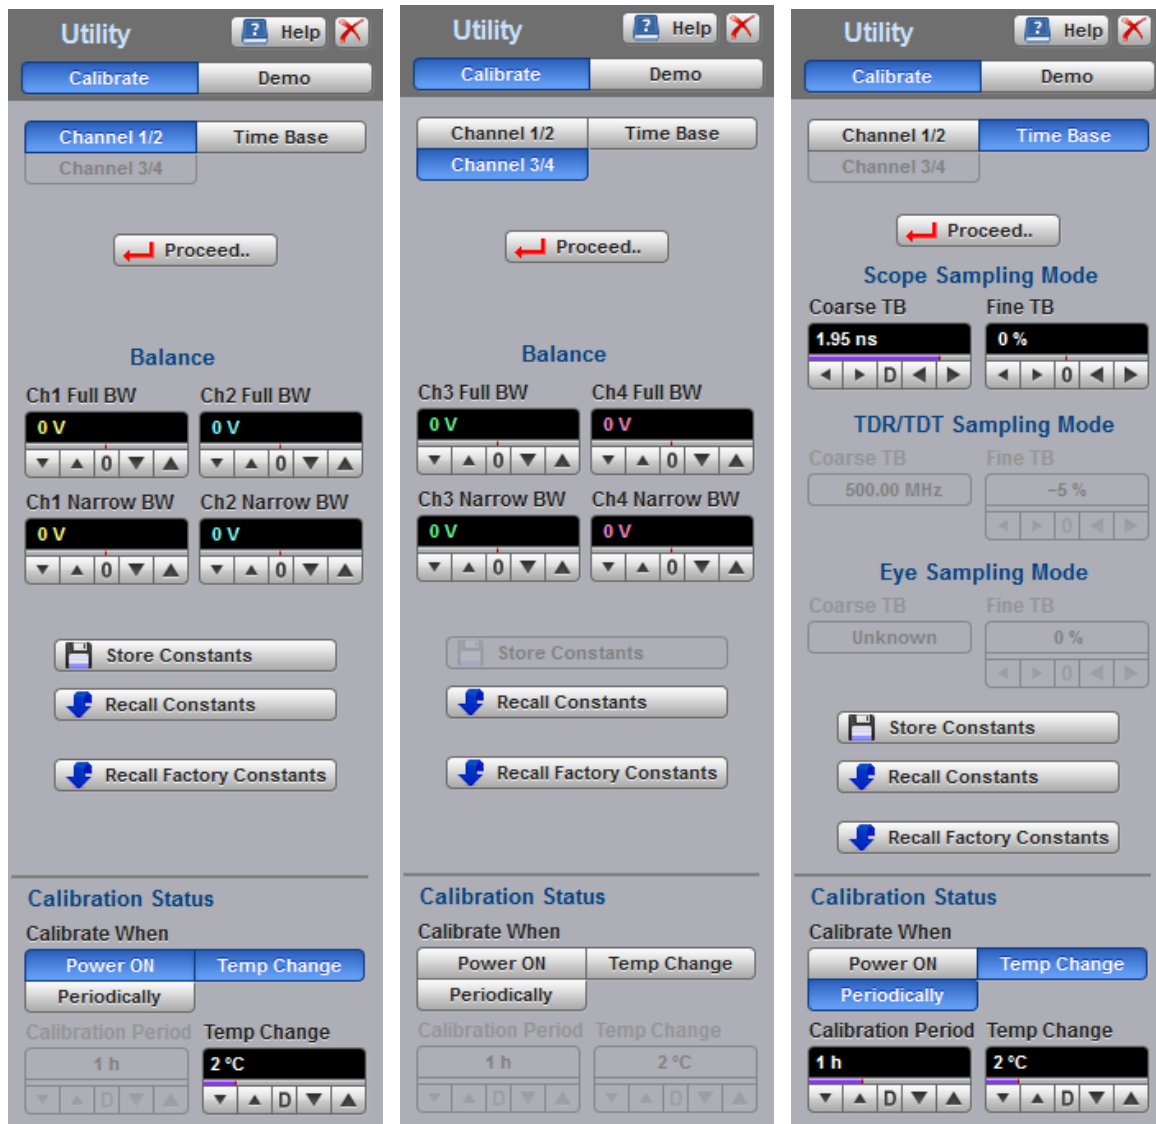 Utility
? Help
Calibrate Demo
Channel 1/2 Time Base
Channel 3/4
Proceed..
Balance
Ch1 Full BW Ch2 Full BW
0 V 0 V
0 0
Ch1 Narrow BW Ch2 Narrow BW
0 V 0 V
0 0
Store Constants
Recall Constants
Recall Factory Constants
Calibration Status
Calibrate When
Power ON Temp Change
Periodically
Calibration Period Temp Change
1 h 2 ºC
D D
Utility
? Help
Calibrate Demo
Channel 1/2 Time Base
Channel 3/4
Proceed..
Balance
Ch3 Full BW Ch4 Full BW
0 V 0 V
0 0
Ch3 Narrow BW Ch4 Narrow BW
0 V 0 V
0 0
Store Constants
Recall Constants
Recall Factory Constants
Calibration Status
Calibrate When
Power ON Temp Change
Periodically
Calibration Period Temp Change
1 h 2 ºC
D D
Utility
? Help
Calibrate Demo
Channel 1/2 Time Base
Channel 3/4
Proceed..
Scope Sampling Mode
Coarse TB Fine TB
1.95 ns 0 %
D 0
TDR/TDT Sampling Mode
Coarse TB Fine TB
500.00 MHz −5 %
0
Eye Sampling Mode
Coarse TB Fine TB
Unknown 0 %
0
Store Constants
Recall Constants
Recall Factory Constants
Calibration Status
Calibrate When
Power ON Temp Change
Periodically
Calibration Period Temp Change
1 h 2 ºC
D D